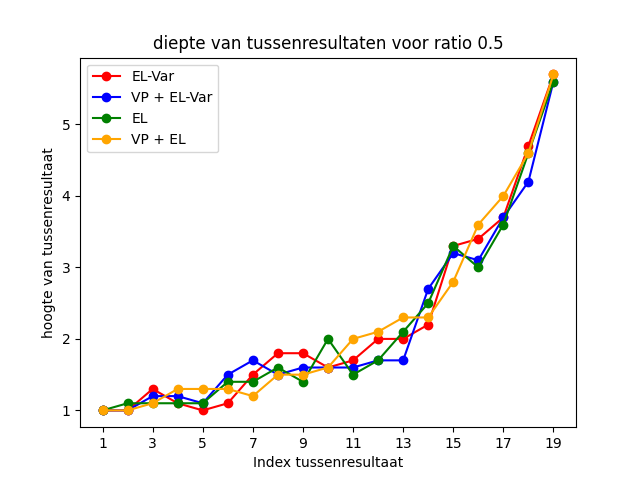 diepte van tussenresultaten voor ratio 0.5
EL-Var
VP + EL-Var
EL
VP + EL
hoogte van tussenresultaat
5
4
3
2
1
1 3 5 7 9 11 13 15 17 19
Index tussenresultaat